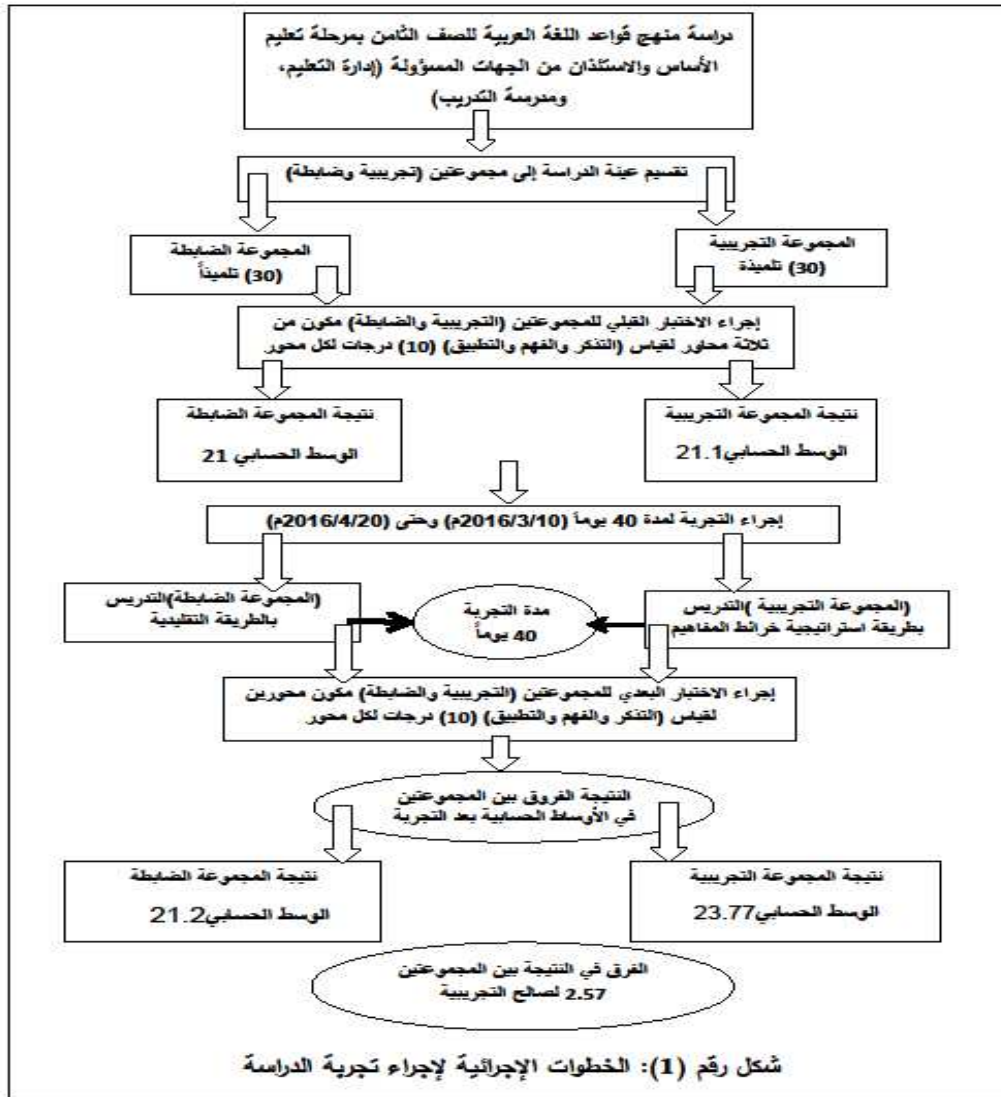 دراسة منهج قواعد اللغة العربية للصف الثامن بمرحلة تعليم
الأساس والاستئذان من الجهات المسؤولة (إدارة التعليم،
ومدرسة التدريب)
تقسيم عينة الدراسة إلى مجموعتين (تجريبية وضابطة)
المجموعة التجريبية
(30) تلميذة
المجموعة الضابطة
(30) تلميذاً
إجراء الاختبار القبلي للمجموعتين (التجريبية والضابطة) مكون من
ثلاثة محاور لقياس (التذكر والفهم والتطبيق) (10) درجات لكل محور
نتيجة المجموعة التجريبية
الوسط الحسابي21.1
نتيجة المجموعة الضابطة
الوسط الحسابي 21
إجراء التجربة لمدة 40 يوماً (2016/3/10م) وحتى (2016/4/20م)
(المجموعة التجريبية )التدريس
بطريقة استراتيجية خرائط المفاهيم
مدة التجربة
40 يوماً
(المجموعة الضابطة)التدريس
بالطريقة التقليدية
إجراء الاختبار البعدي للمجموعتين (التجريبية والضابطة) مكون محورين
لقياس (التذكر والفهم والتطبيق) (10) درجات لكل محور
النتيجة الفروق بين المجموعتين
في الأوساط الحسابية بعد التجربة
نتيجة المجموعة التجريبية
الوسط الحسابي23.77
نتيجة المجموعة الضابطة
الوسط الحسابي21.2
الفرق في النتيجة بين المجموعتين
2.57 لصالح التجريبية
شكل رقم (1): الخطوات الإجرائية لإجراء تجربة الدراسة